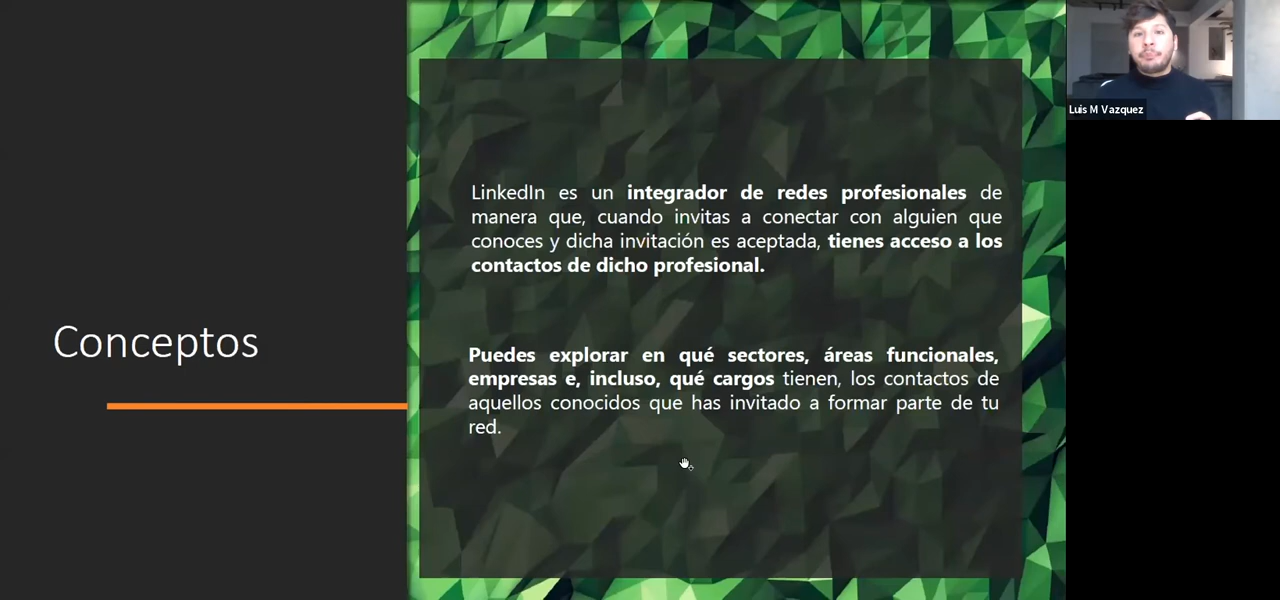 Conceptos
LinkedIn es un integrador de redes profesionales de
manera que, cuando invitas a conectar con alguien que
conoces y dicha invitación es aceptada, tienes acceso a los
contactos de dicho profesional.
Puedes explorar en qué sectores, áreas funcionales,
empresas e, incluso, qué cargos tienen, los contactos de
aquellos conocidos que has invitado a formar parte de tu
red.
Luis M Vazquez